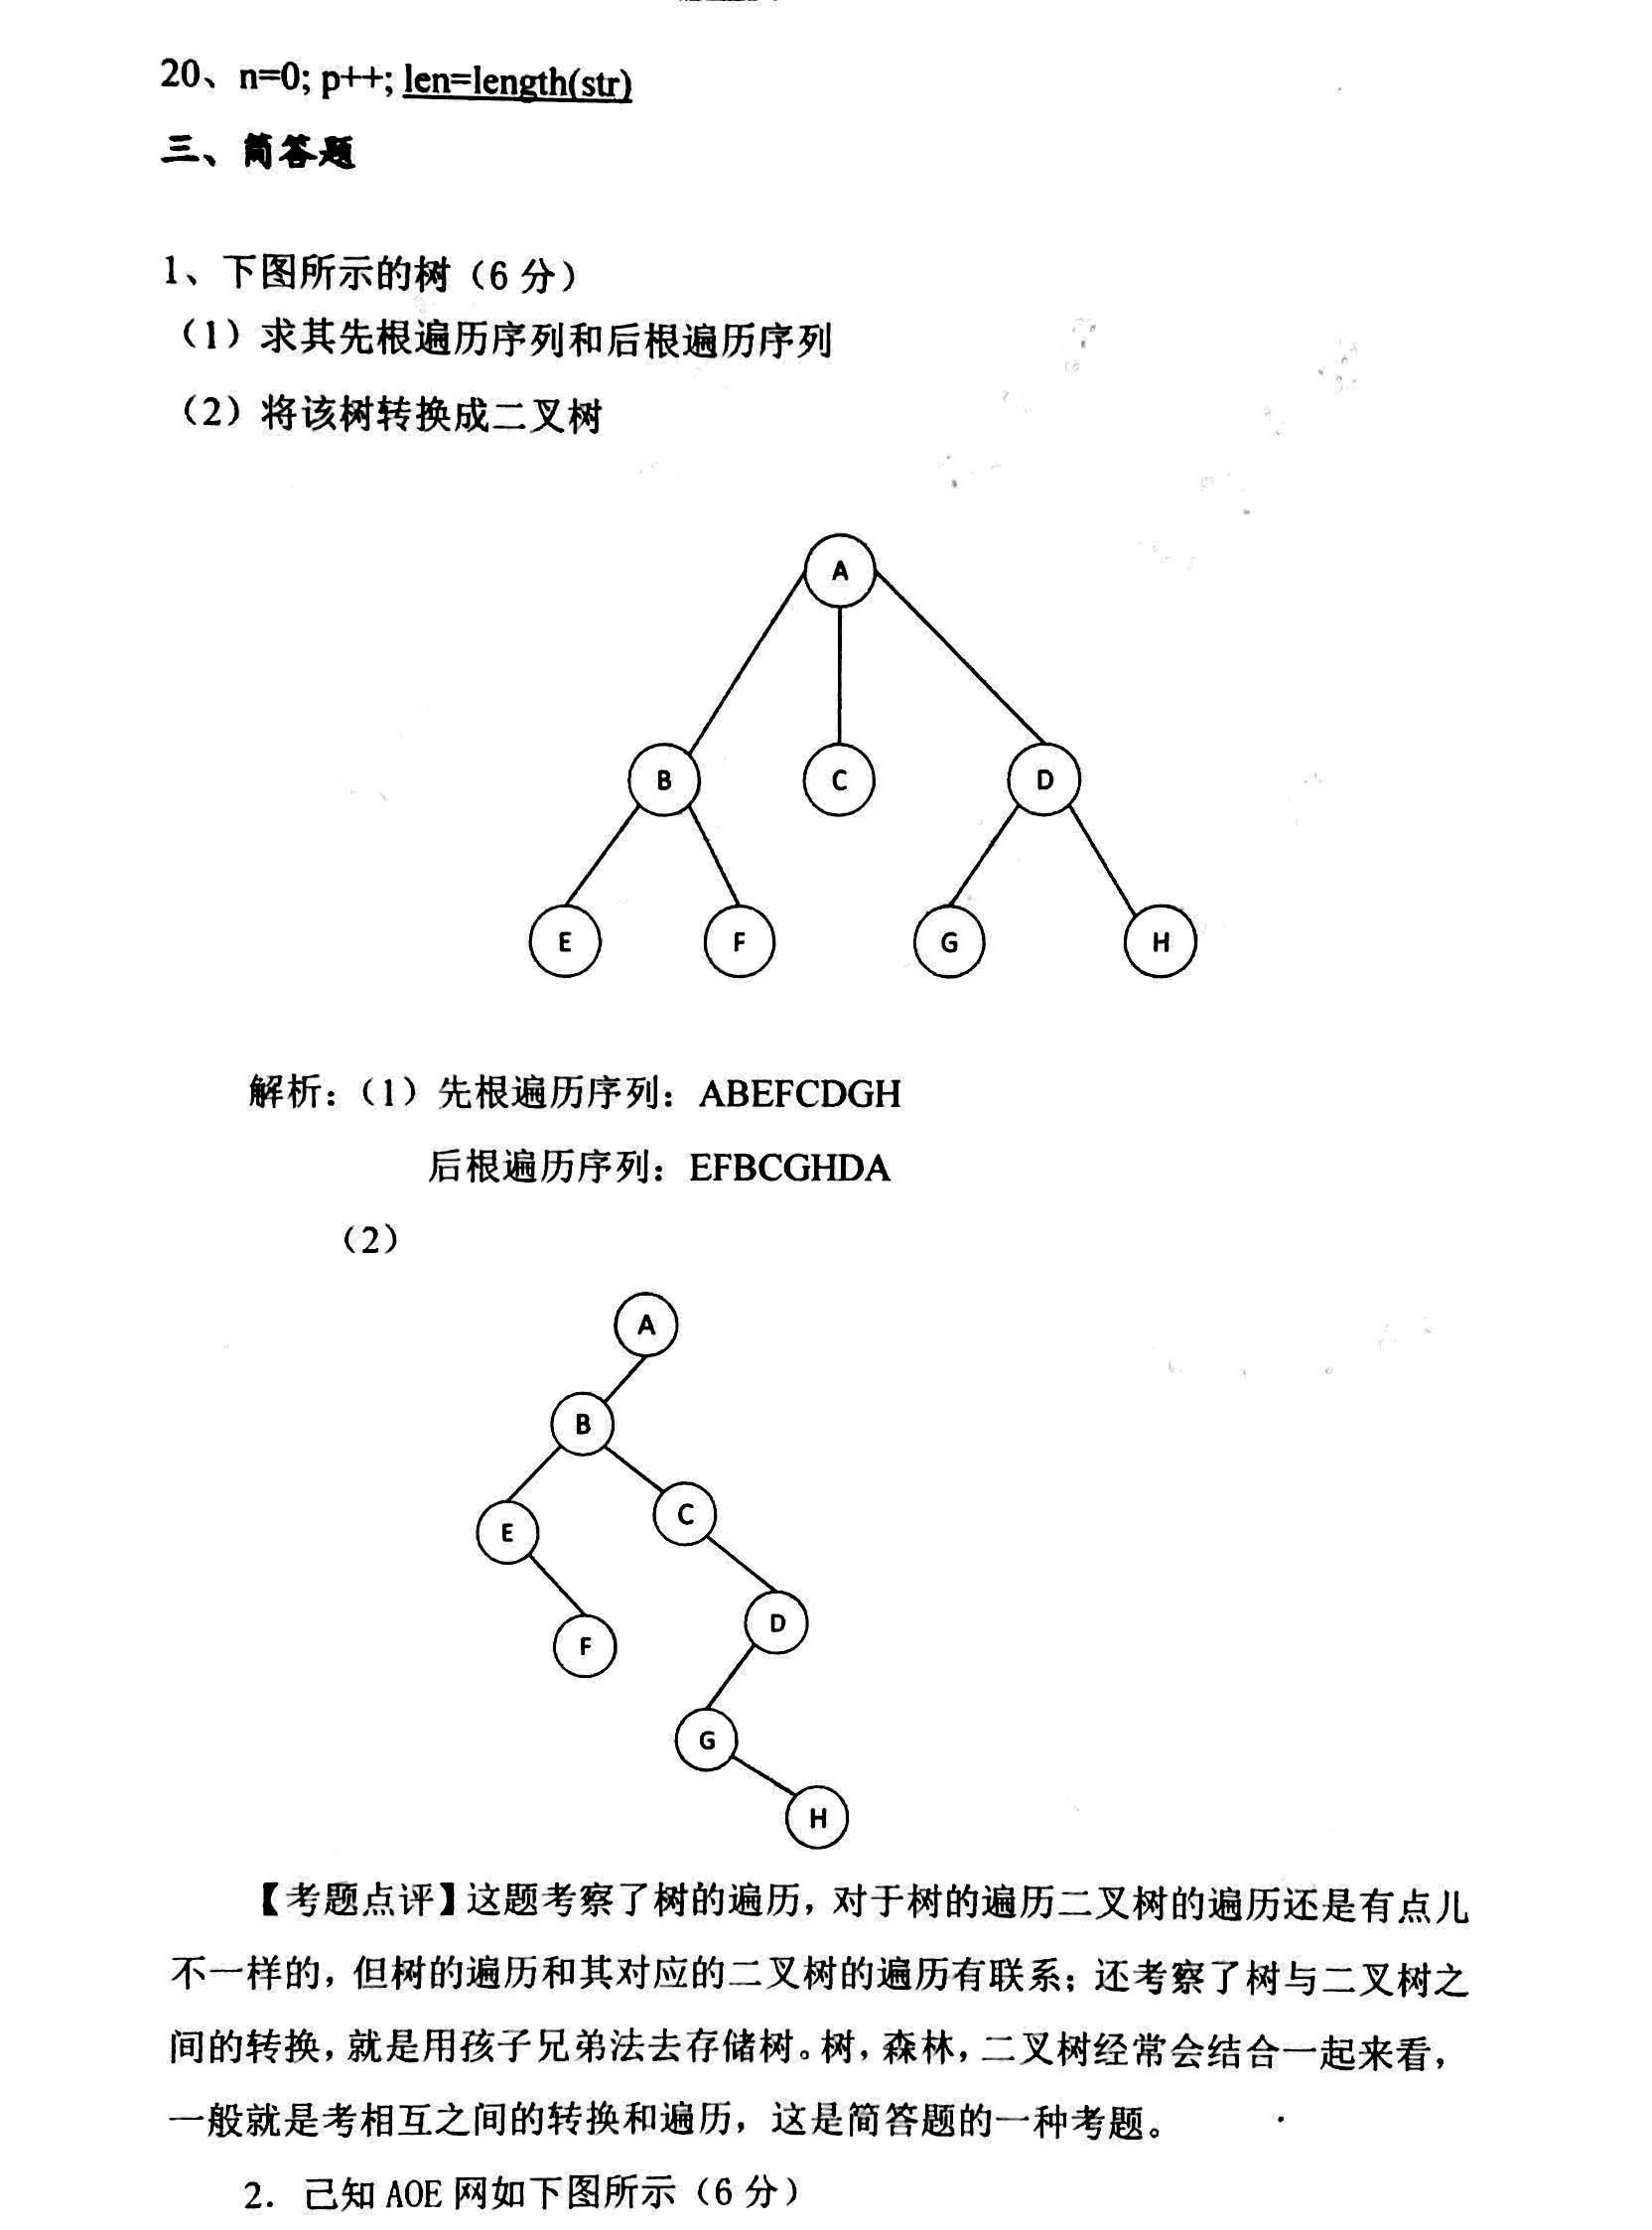 20、n=0; p++; len=length(str)
三、简答题
1、下图所示的树（6 分）
（1）求其先根遍历序列和后根遍历序列
（2）将该树转换成二叉树
A
B
C
D
E
F
G
H
解析：（1）先根遍历序列：ABEFCDGH
后根遍历序列：EFBCGHDA
（2）
A
B
C
E
D
F
G
H
【考题点评】这题考察了树的遍历，对于树的遍历二叉树的遍历还是有点儿
不一样的，但树的遍历和其对应的二叉树的遍历有联系；还考察了树与二叉树之
间的转换，就是用孩子兄弟法去存储树。树，森林，二叉树经常会结合一起来看，
一般就是考相互之间的转换和遍历，这是简答题的一种考题。
2．己知 AOE 网如下图所示（6 分）